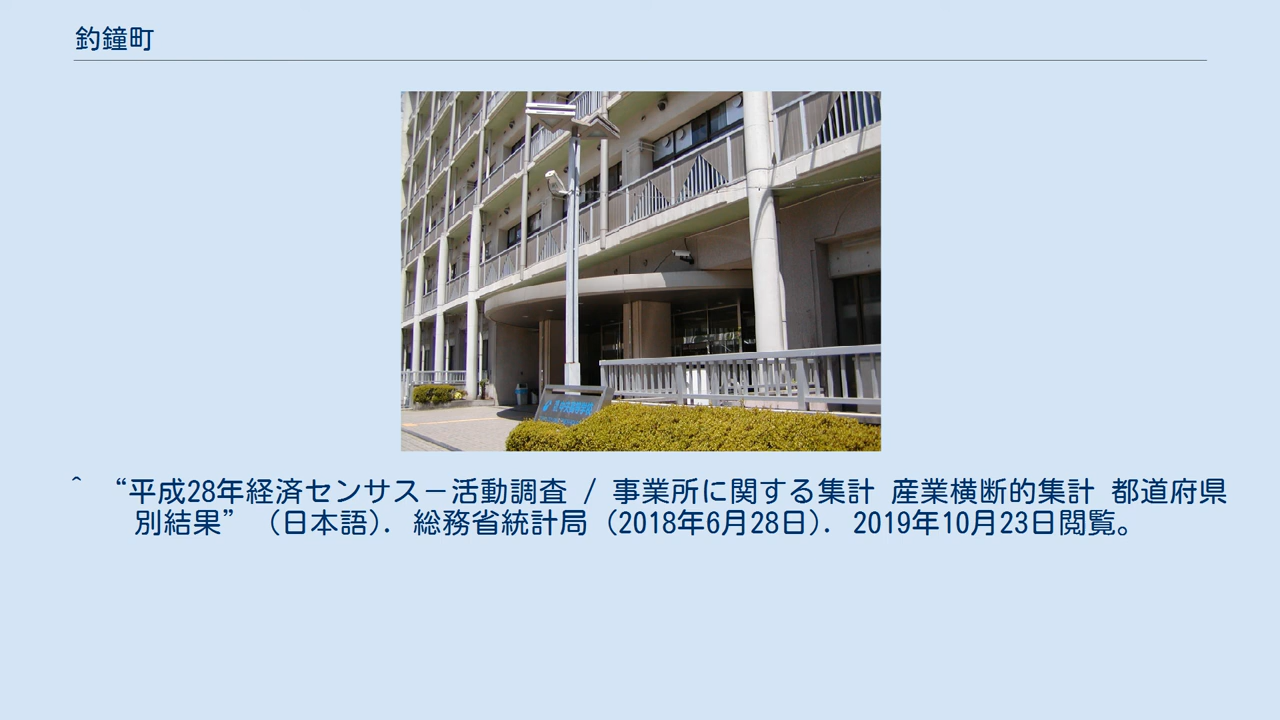 釣鐘町
^ “平成28年経済センサス－活動調査 / 事業所に関する集計 産業横断的集計 都道府県
別結果” (日本語). 総務省統計局 (2018年6月28日). 2019年10月23日閲覧。